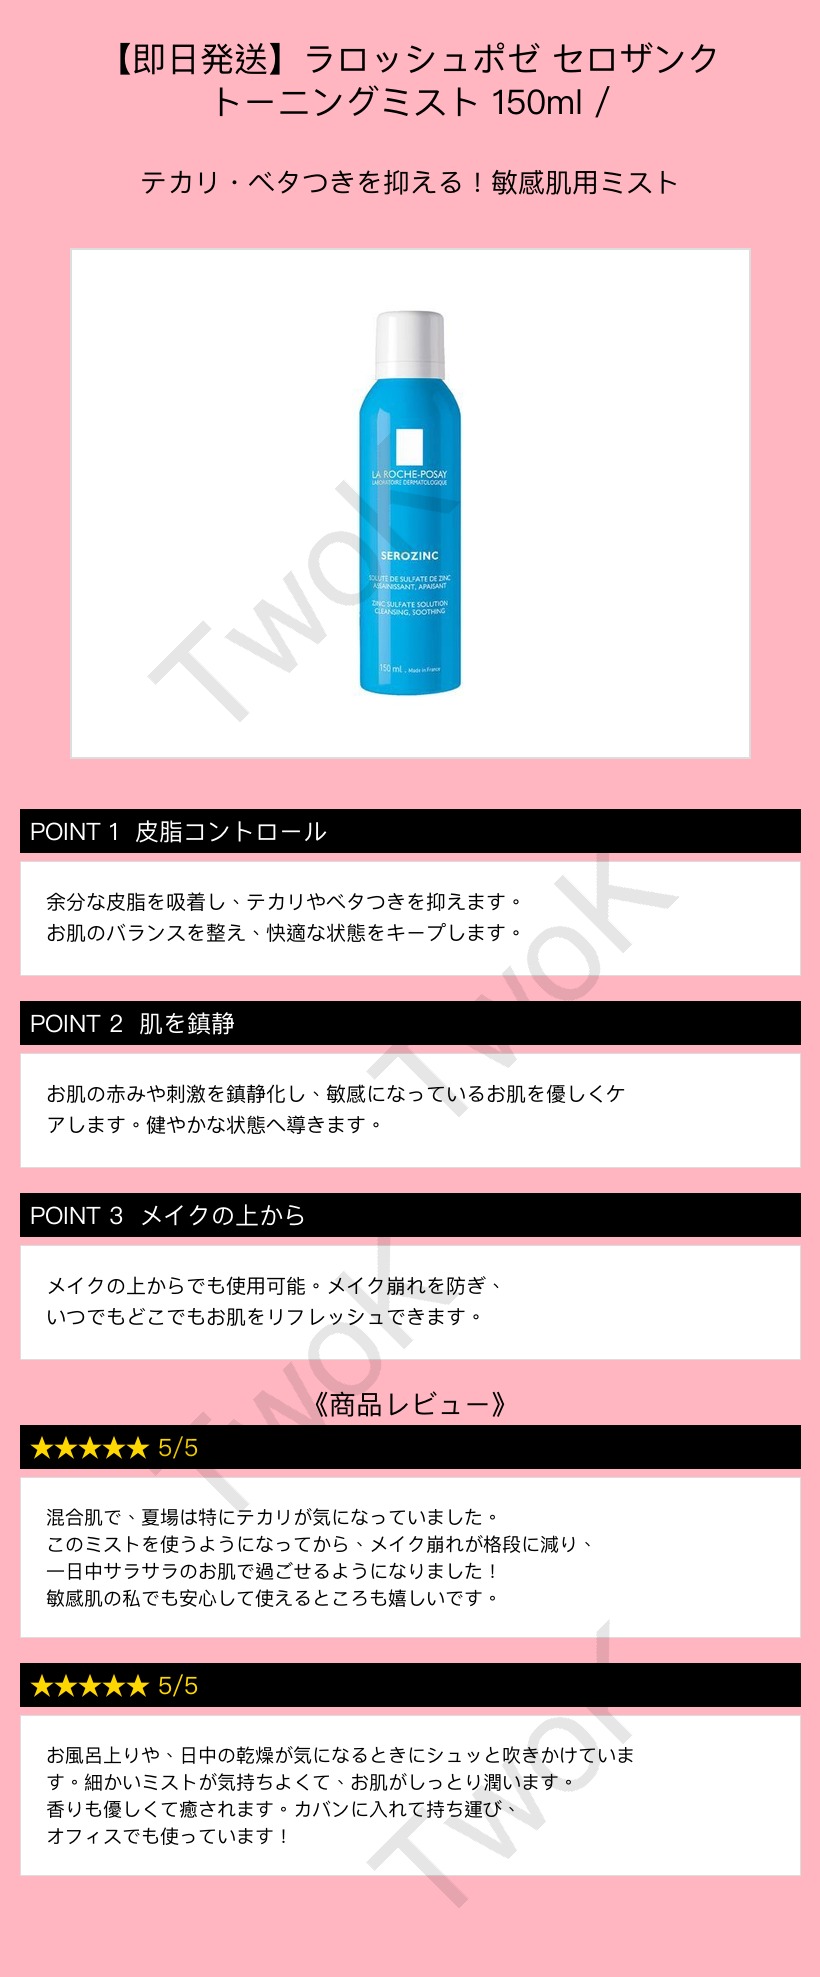 【即日発送】ラロッシュポゼ セロザンク
トーニングミスト 150ml /
テカリ・ベタつきを抑える！敏感肌用ミスト
LA ROCHE-POSAY
LABORATOIRE DERMATOLOGIQUE
SEROZINC
SOLUTÉ DE SULFATE DE ZINC
ASSAINISSANT, APAISANT
ZINC SULFATE SOLUTION
CLEANSING, SOOTHING
150 ml . Made in France
TwoK
POINT 1 皮脂コントロール
余分な皮脂を吸着し、テカリやベタつきを抑えます。
お肌のバランスを整え、快適な状態をキープします。
TwoK
POINT 2 肌を鎮静
お肌の赤みや刺激を鎮静化し、敏感になっているお肌を優しくケ
アします。健やかな状態へ導きます。
POINT 3 メイクの上から
メイクの上からでも使用可能。メイク崩れを防ぎ、
いつでもどこでもお肌をリフレッシュできます。
TwoK
《商品レビュー》
★★★★★ 5/5
混合肌で、夏場は特にテカリが気になっていました。
このミストを使うようになってから、メイク崩れが格段に減り、
一日中サラサラのお肌で過ごせるようになりました！
敏感肌の私でも安心して使えるところも嬉しいです。
★★★★★ 5/5
お風呂上りや、日中の乾燥が気になるときにシュッと吹きかけていま
す。細かいミストが気持ちよくて、お肌がしっとり潤います。
香りも優しくて癒されます。カバンに入れて持ち運び、
オフィスでも使っています！
TwoK